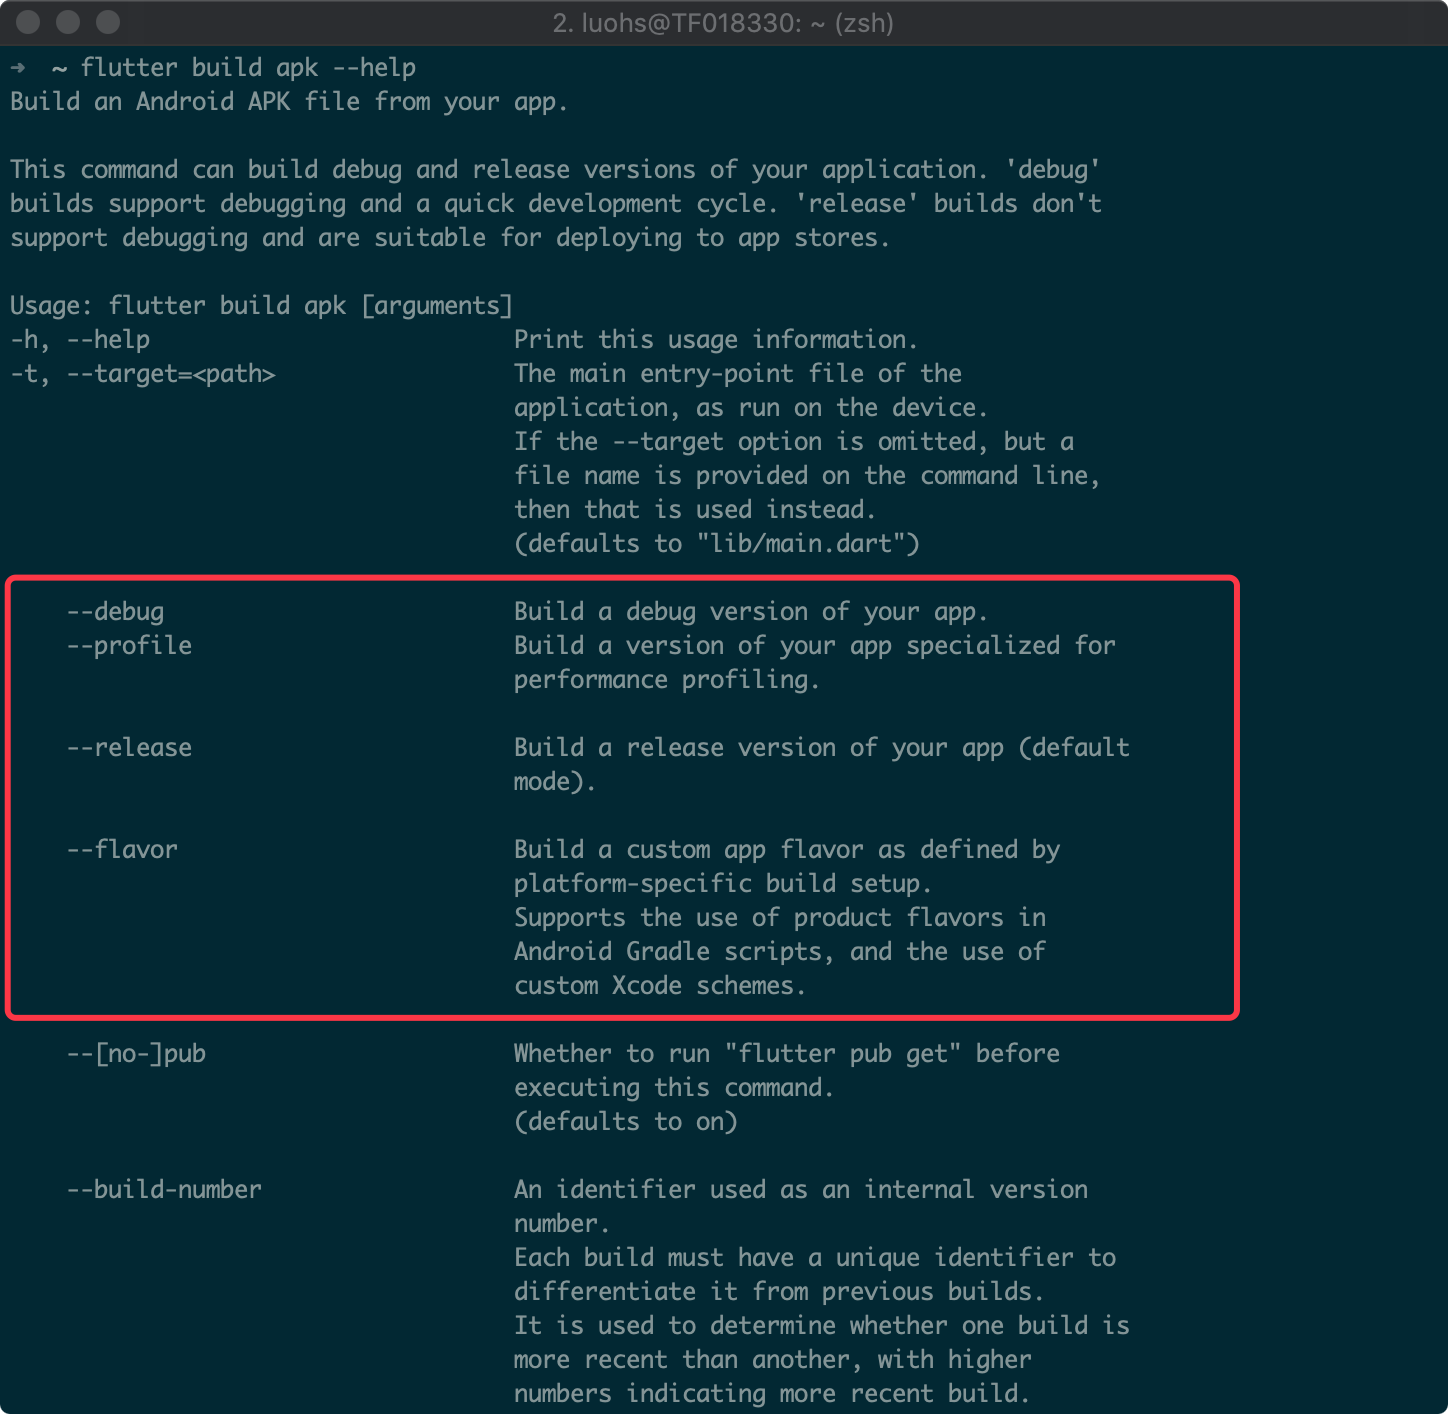 2. luohs@TF018330: ~ (zsh)
➜  ~ flutter build apk --help
Build an Android APK file from your app.
This command can build debug and release versions of your application. 'debug'
builds support debugging and a quick development cycle. 'release' builds don't
support debugging and are suitable for deploying to app stores.
Usage: flutter build apk [arguments]
-h, --help                          Print this usage information.
-t, --target=<path>                 The main entry-point file of the
                                    application, as run on the device.
                                    If the --target option is omitted, but a
                                    file name is provided on the command line,
                                    then that is used instead.
                                    (defaults to "lib/main.dart")
    --debug                         Build a debug version of your app.
    --profile                       Build a version of your app specialized for
                                    performance profiling.
    --release                       Build a release version of your app (default
                                    mode).
    --flavor                        Build a custom app flavor as defined by
                                    platform-specific build setup.
                                    Supports the use of product flavors in
                                    Android Gradle scripts, and the use of
                                    custom Xcode schemes.
    --[no-]pub                      Whether to run "flutter pub get" before
                                    executing this command.
                                    (defaults to on)
    --build-number                  An identifier used as an internal version
                                    number.
                                    Each build must have a unique identifier to
                                    differentiate it from previous builds.
                                    It is used to determine whether one build is
                                    more recent than another, with higher
                                    numbers indicating more recent build.